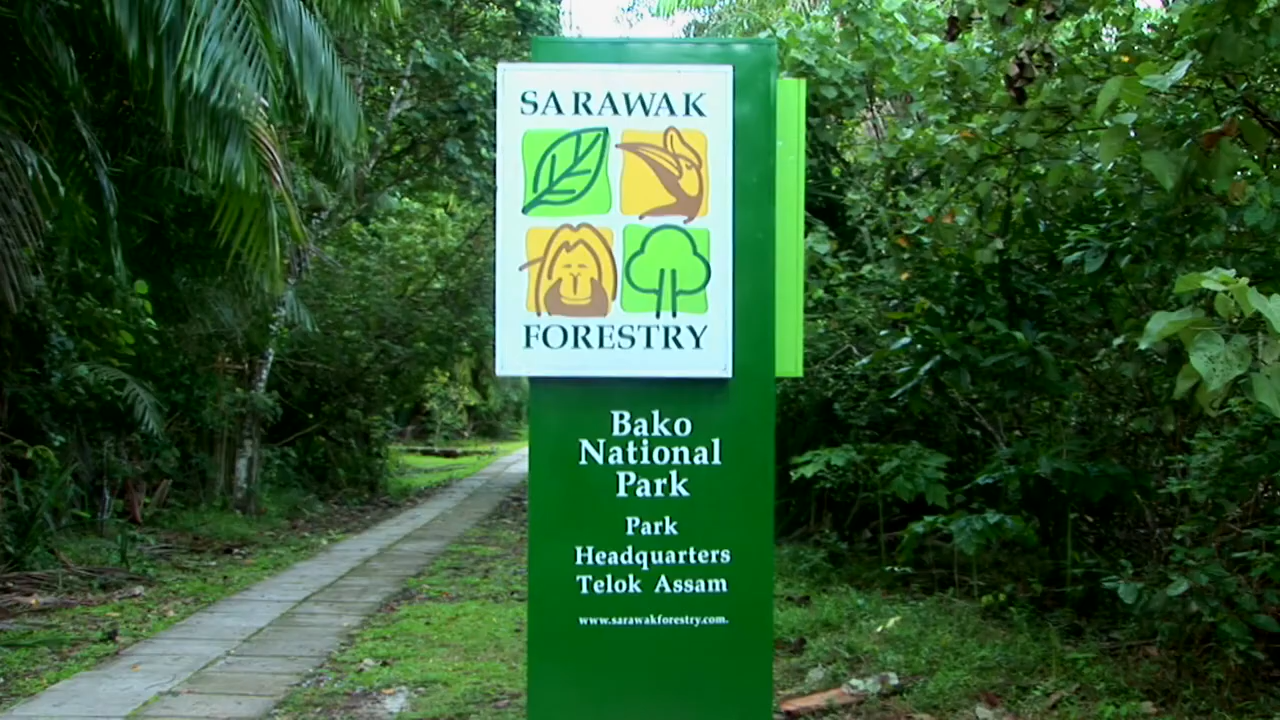 SARAWAK
FORESTRY
Bako
National
Park
Park
Headquarters
Telok Assam
www.sarawakforestry.com.